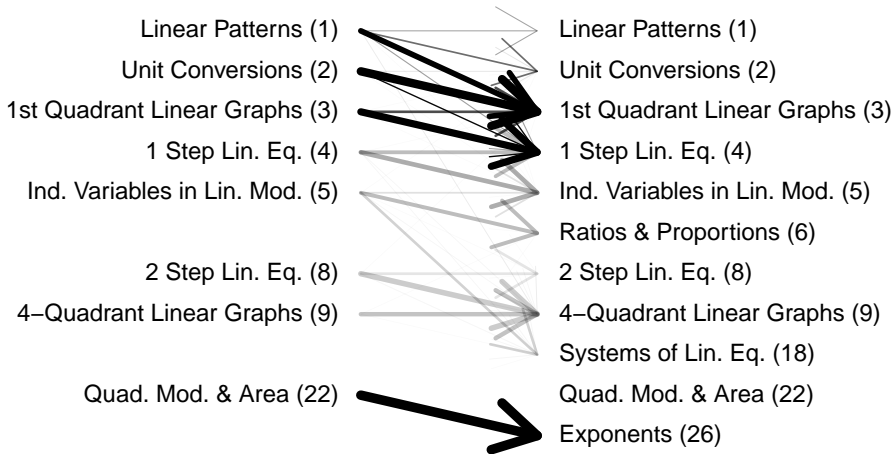 Linear Patterns (1) Linear Patterns (1)
Unit Conversions (2) Unit Conversions (2)
1st Quadrant Linear Graphs (3) 1st Quadrant Linear Graphs (3)
1 Step Lin. Eq. (4) 1 Step Lin. Eq. (4)
Ind. Variables in Lin. Mod. (5) Ind. Variables in Lin. Mod. (5)
Ratios & Proportions (6)
2 Step Lin. Eq. (8) 2 Step Lin. Eq. (8)
4−Quadrant Linear Graphs (9) 4−Quadrant Linear Graphs (9)
Systems of Lin. Eq. (18)
Quad. Mod. & Area (22) Quad. Mod. & Area (22)
Exponents (26)